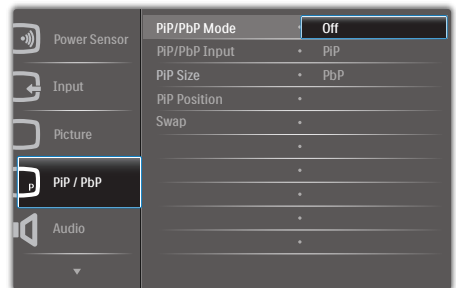 Power Sensor
Input
Picture
P
PiP / PbP
Audio
PiP/PbP Mode • Off
PiP/PbP Input • PiP
PiP Size • PbP
PiP Position •
Swap •